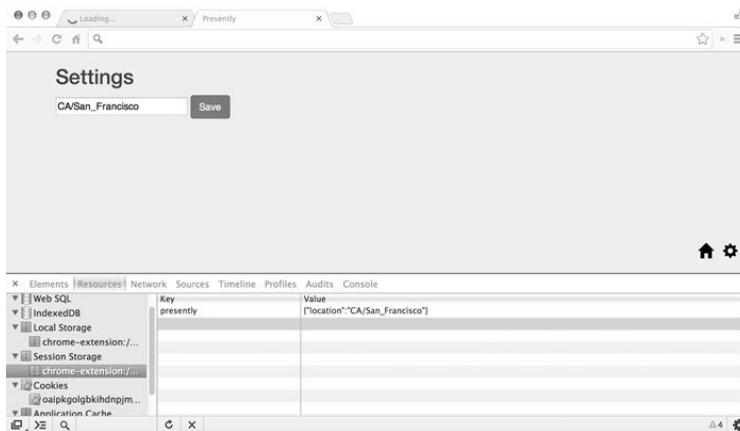 Loading... Presently
Settings
CA/San_Francisco Save
Elements Resources Network Sources Timeline Profiles Audits Console
Web SQL
IndexedDB
Local Storage
chrome-extension:/...
Session Storage
chrome-extension:/...
Cookies
oaipkgolgbkihdnpjm...
Application Cache
Key Value
presently {"location":"CA/San_Francisco"}
4